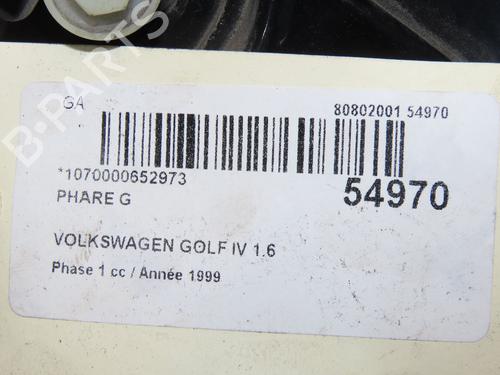 GA
80802001 54970
*1070000652973
54970
PHARE G
VOLKSWAGEN GOLF IV 1.6
Phase 1 cc / Année 1999
B-PARTS